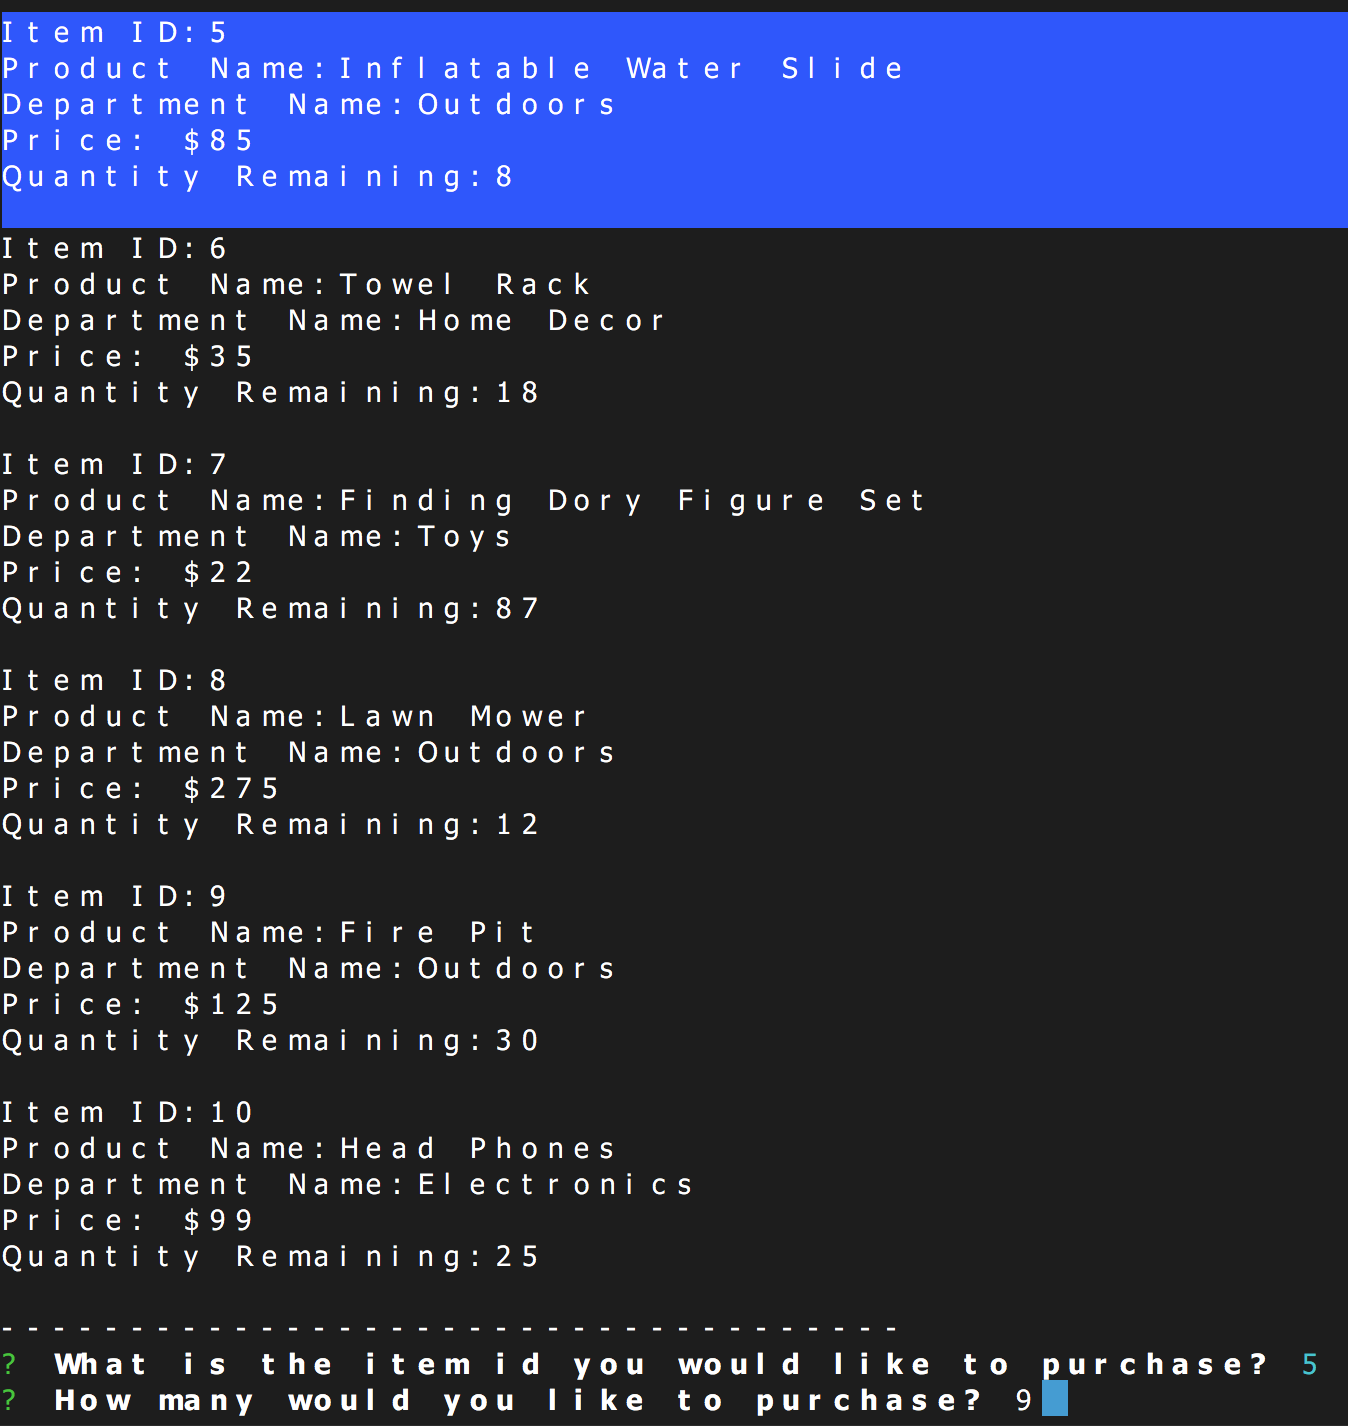 Item ID:5
Product Name:Inflatable Water Slide
Department Name:Outdoors
Price: $85
Quantity Remaining:8
Item ID:6
Product Name:Towel Rack
Department Name:Home Decor
Price: $35
Quantity Remaining:18
Item ID:7
Product Name:Finding Dory Figure Set
Department Name:Toys
Price: $22
Quantity Remaining:87
Item ID:8
Product Name:Lawn Mower
Department Name:Outdoors
Price: $275
Quantity Remaining:12
Item ID:9
Product Name:Fire Pit
Department Name:Outdoors
Price: $125
Quantity Remaining:30
Item ID:10
Product Name:Head Phones
Department Name:Electronics
Price: $99
Quantity Remaining:25
-----------------------------------
? What is the item id you would like to purchase? 5
? How many would you like to purchase? 9